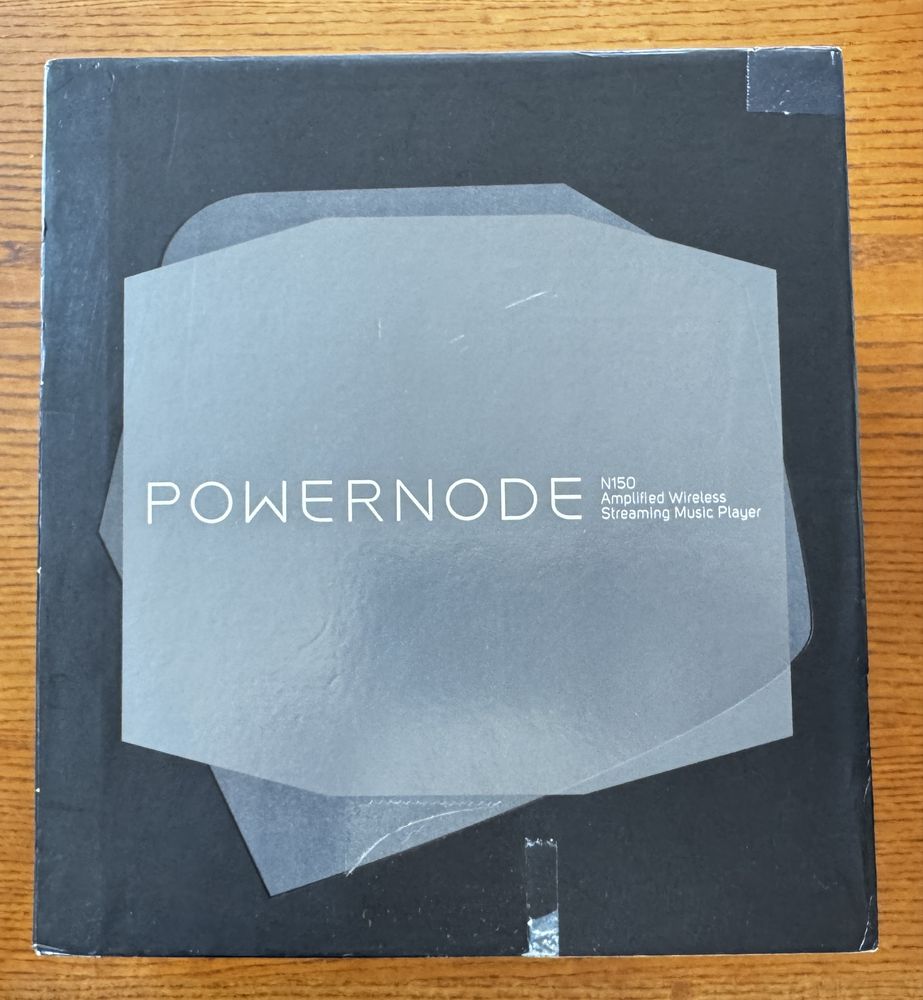 POWERNODE
N150
Amplified Wireless
Streaming Music Player